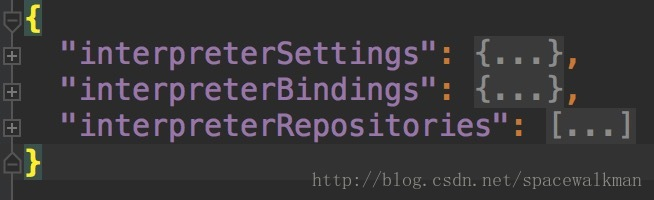 {
"interpreterSettings": {...},
"interpreterBindings": {...},
"interpreterRepositories": [...]
}
http://blog.csdn.net/spacewalkman